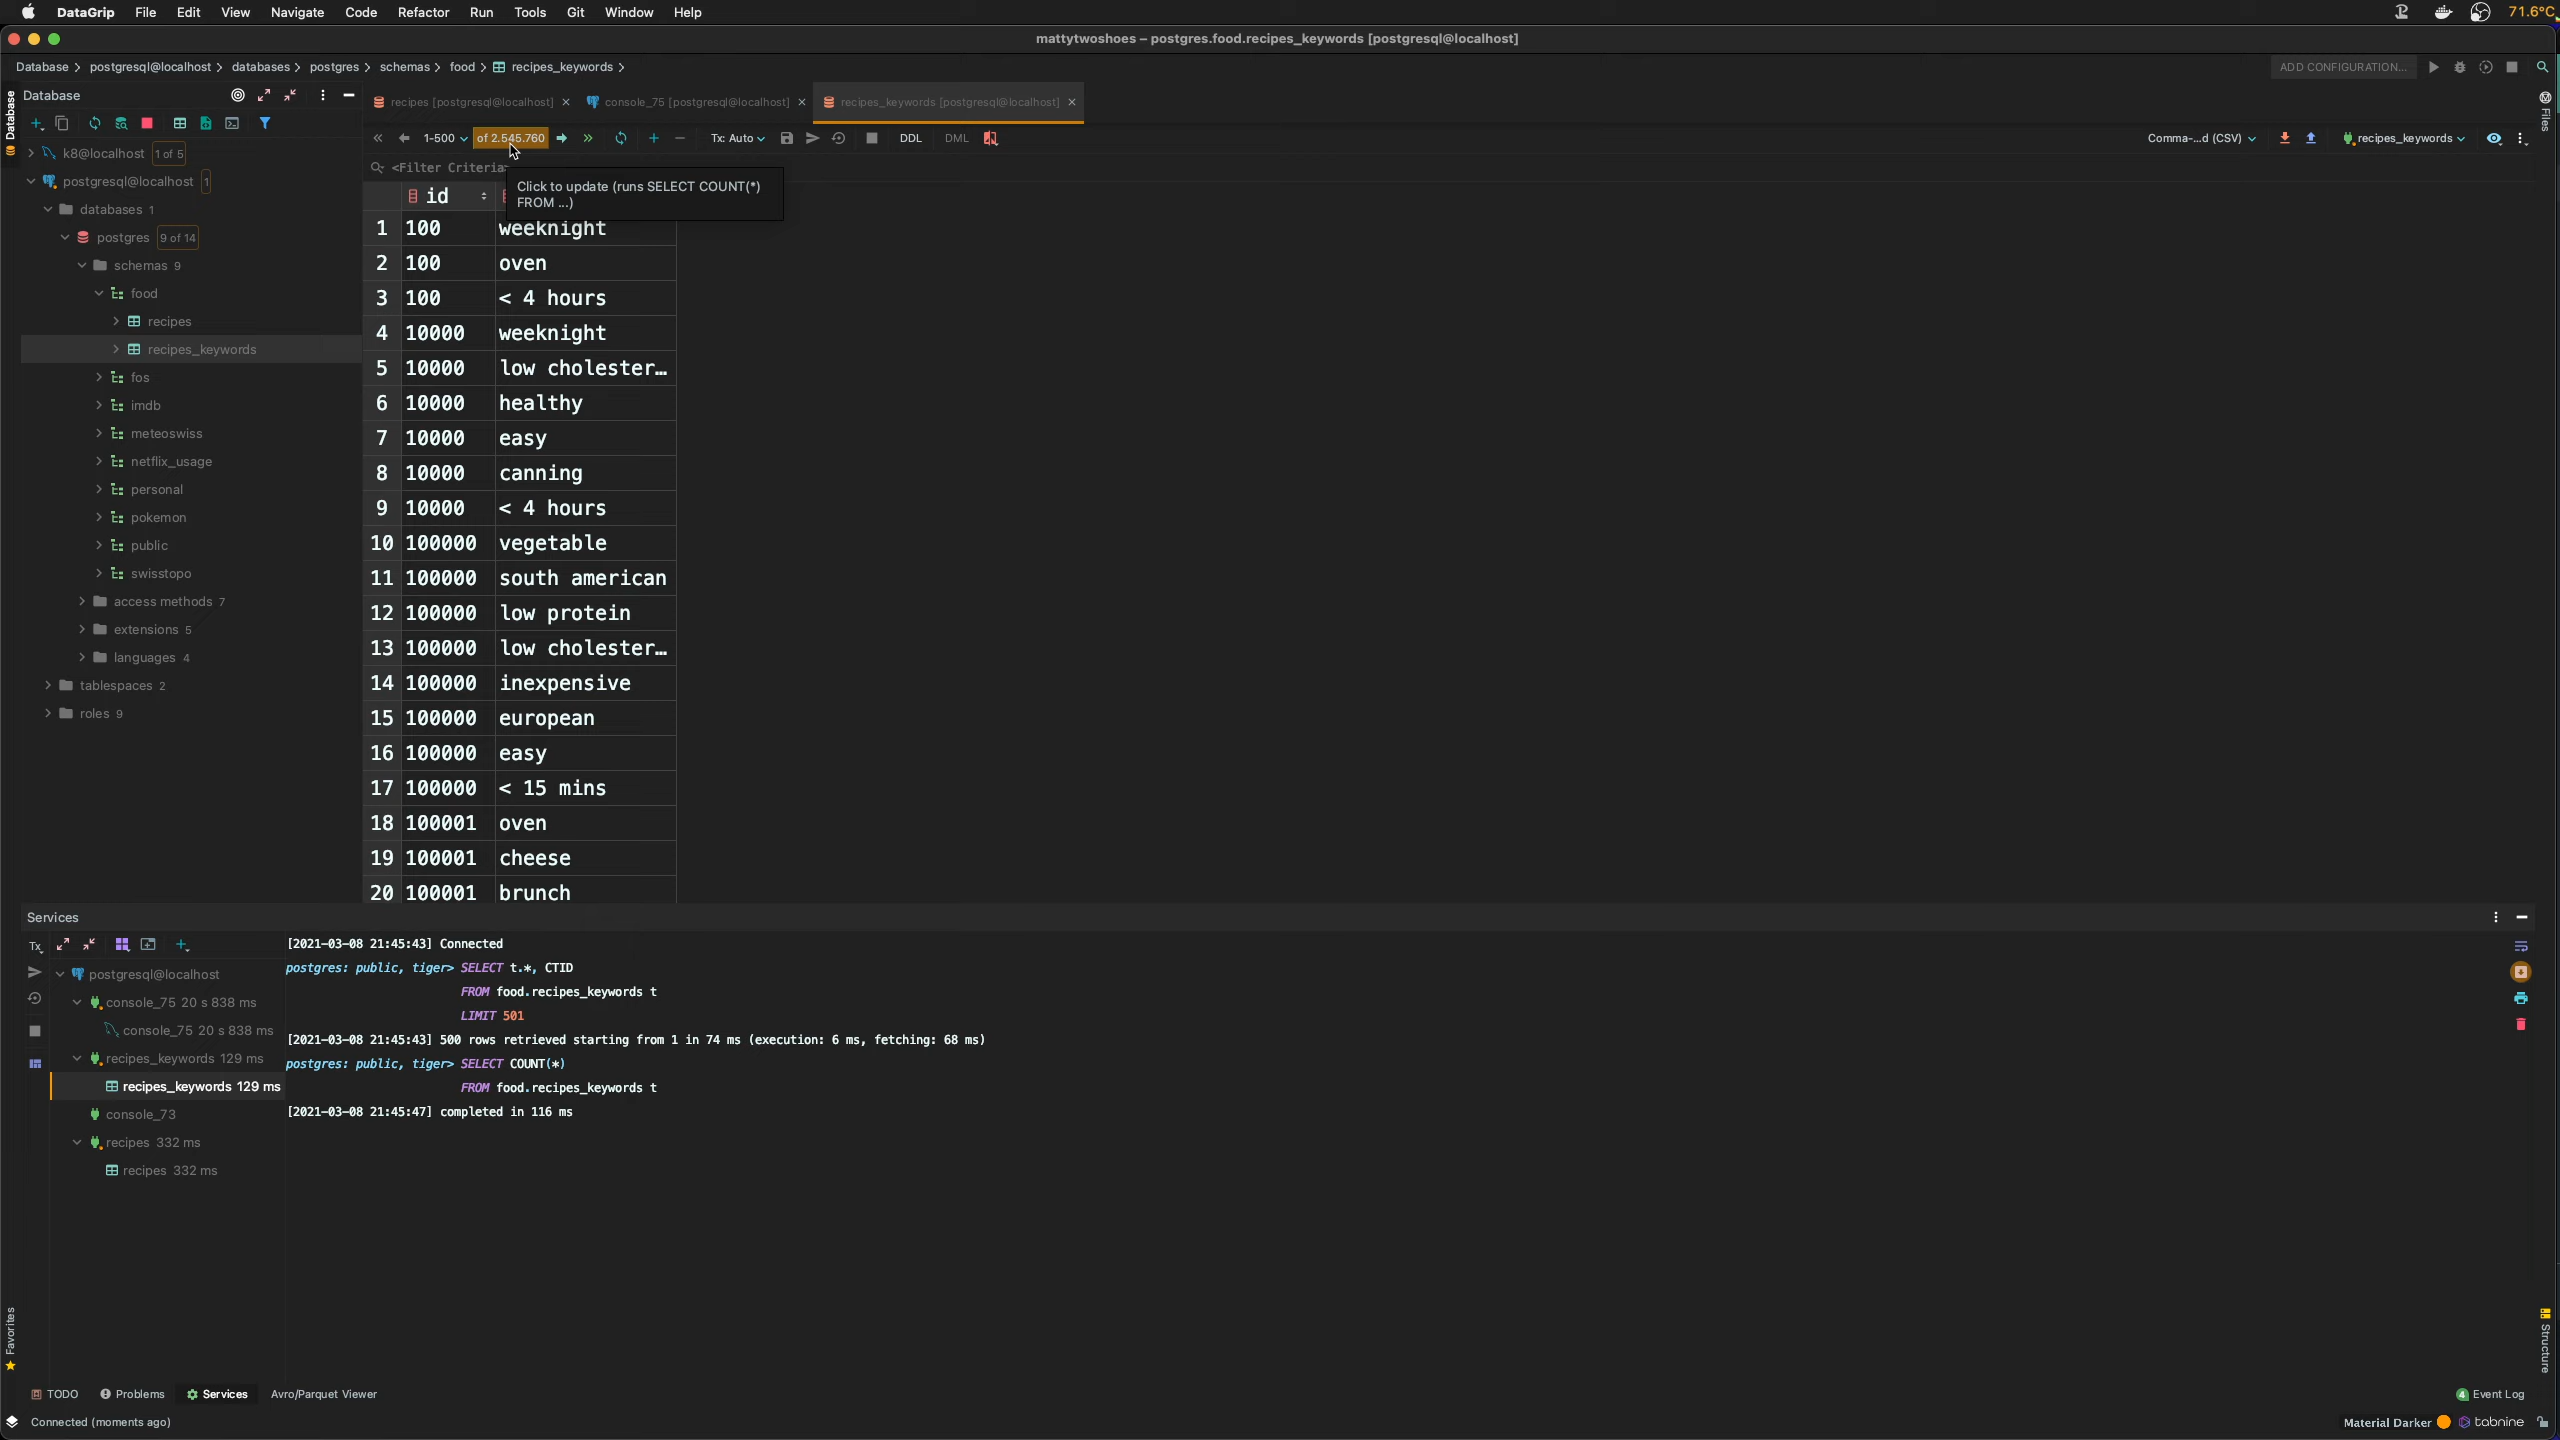 DataGrip File Edit View Navigate Code Refactor Run Tools Git Window Help 71.6°C
mattytwoshoes – postgres.food.recipes_keywords [postgresql@localhost]
Database postgresql@localhost databases postgres schemas food recipes_keywords ADD CONFIGURATION...
Database
recipes [postgresql@localhost] console_75 [postgresql@localhost] recipes_keywords [postgresql@localhost]
Database
Files
1-500 of 2.545.760 Tx: Auto DDL DML Comma-...d (CSV) recipes_keywords
<Filter Criteria
Click to update (runs SELECT COUNT(*)
FROM ...)
k8@localhost 1 of 5
postgresql@localhost 1
databases 1
postgres 9 of 14
schemas 9
food
recipes
recipes_keywords
fos
imdb
meteoswiss
netflix_usage
personal
pokemon
public
swisstopo
access methods 7
extensions 5
languages 4
tablespaces 2
roles 9
id
1 100 weeknight
2 100 oven
3 100 < 4 hours
4 10000 weeknight
5 10000 low cholester…
6 10000 healthy
7 10000 easy
8 10000 canning
9 10000 < 4 hours
10 100000 vegetable
11 100000 south american
12 100000 low protein
13 100000 low cholester…
14 100000 inexpensive
15 100000 european
16 100000 easy
17 100000 < 15 mins
18 100001 oven
19 100001 cheese
20 100001 brunch
Services
Tx
postgresql@localhost
console_75 20 s 838 ms
console_75 20 s 838 ms
recipes_keywords 129 ms
recipes_keywords 129 ms
console_73
recipes 332 ms
recipes 332 ms
[2021-03-08 21:45:43] Connected
postgres: public, tiger> SELECT t.*, CTID
FROM food.recipes_keywords t
LIMIT 501
[2021-03-08 21:45:43] 500 rows retrieved starting from 1 in 74 ms (execution: 6 ms, fetching: 68 ms)
postgres: public, tiger> SELECT COUNT(*)
FROM food.recipes_keywords t
[2021-03-08 21:45:47] completed in 116 ms
Favorites
Structure
TODO Problems Services Avro/Parquet Viewer 4 Event Log
Connected (moments ago) Material Darker tabnine